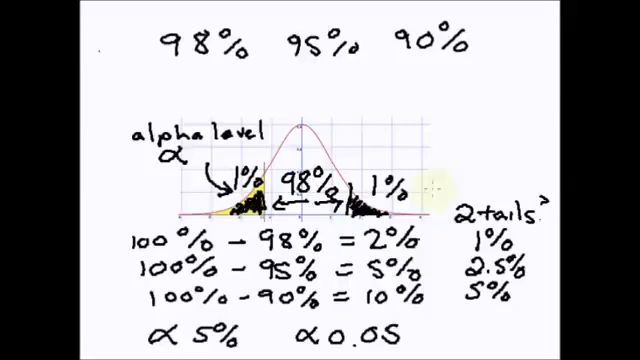 98% 95% 90%
alpha level
α
1% 98% 1%
2 tails
100% - 98% = 2% 1%
100% - 95% = 5% 2.5%
100% - 90% = 10% 5%
α 5% α 0.05